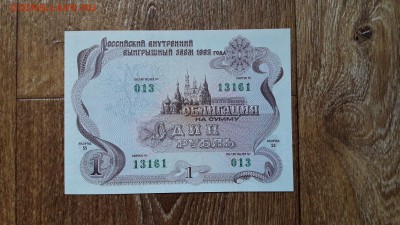 РОССИЙСКИЙ ВНУТРЕННИЙ
ВЫИГРЫШНЫЙ ЗАЕМ 1992 ГОДА
013
13161
ОБЛИГАЦИЯ
НА СУММУ
ОДИН
РУБЛЬ
13161
013
1
1